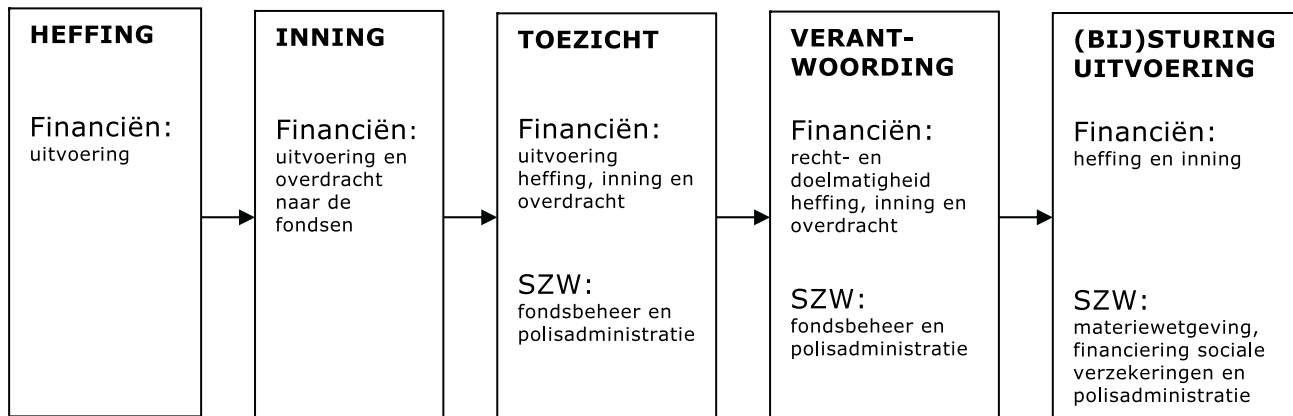 HEFFING
Financiën:
uitvoering
INNING
Financiën:
uitvoering en
overdracht
naar de
fondsen
TOEZICHT
Financiën:
uitvoering
heffing, inning en
overdracht
SZW:
fondsbeheer en
polisadministratie
VERANT-
WOORDING
Financiën:
recht- en
doelmatigheid
heffing, inning en
overdracht
SZW:
fondsbeheer en
polisadministratie
(BIJ)STURING
UITVOERING
Financiën:
heffing en inning
SZW:
materiewetgeving,
financiering sociale
verzekeringen en
polisadministratie